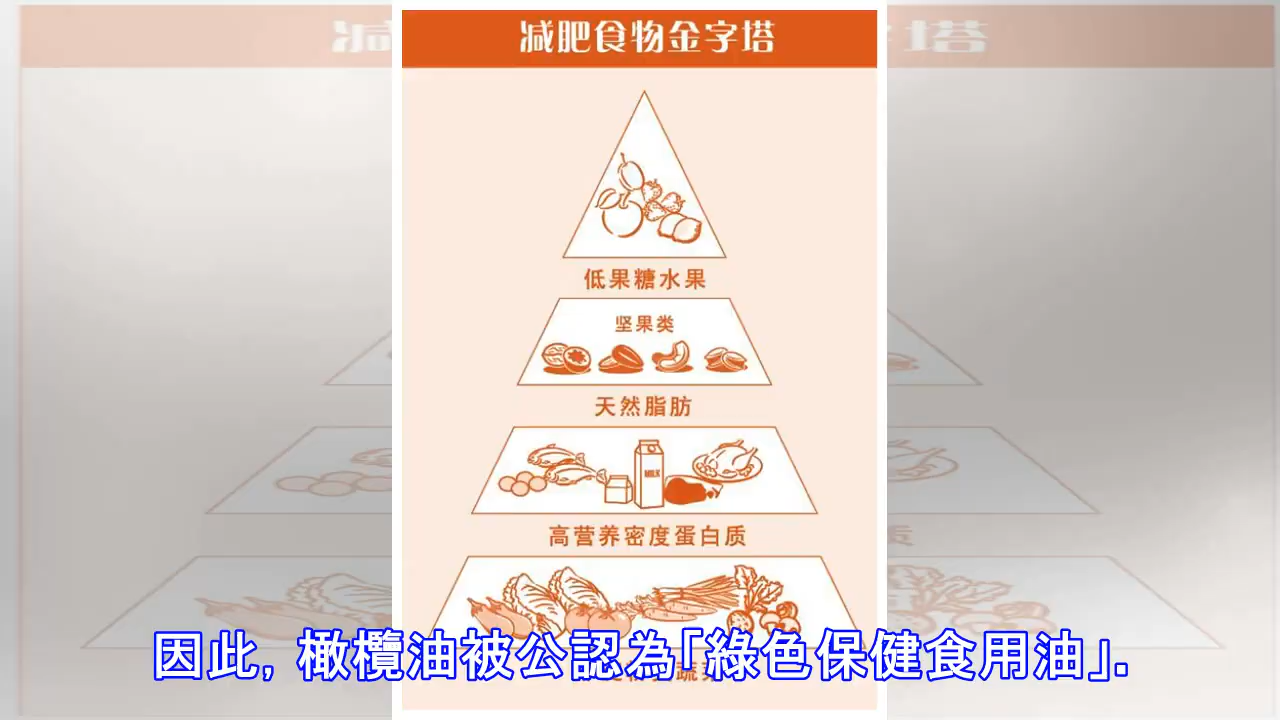 减肥食物金字塔
低果糖水果
坚果类
天然脂肪
MILK
高营养密度蛋白质
因此, 橄欖油被公認為「綠色保健食用油」.